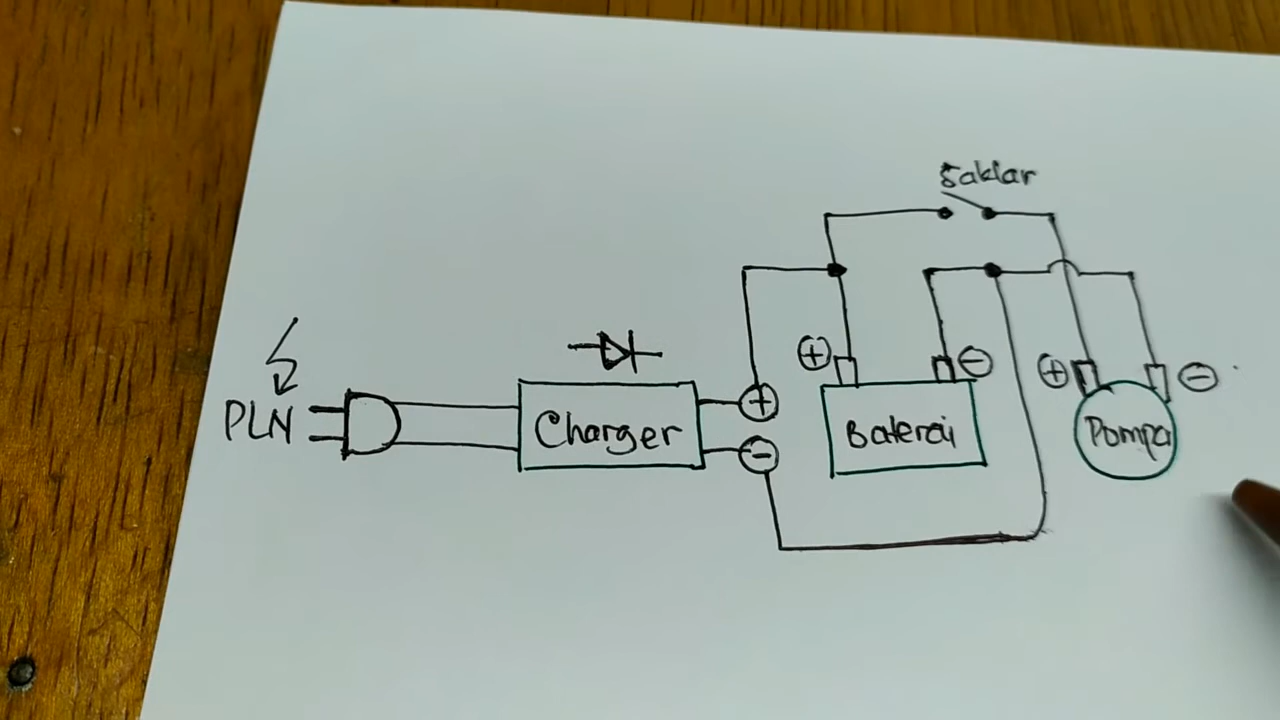 Saklar
+ -
+ -
PLN
Charger
+
-
Baterai
Pompa